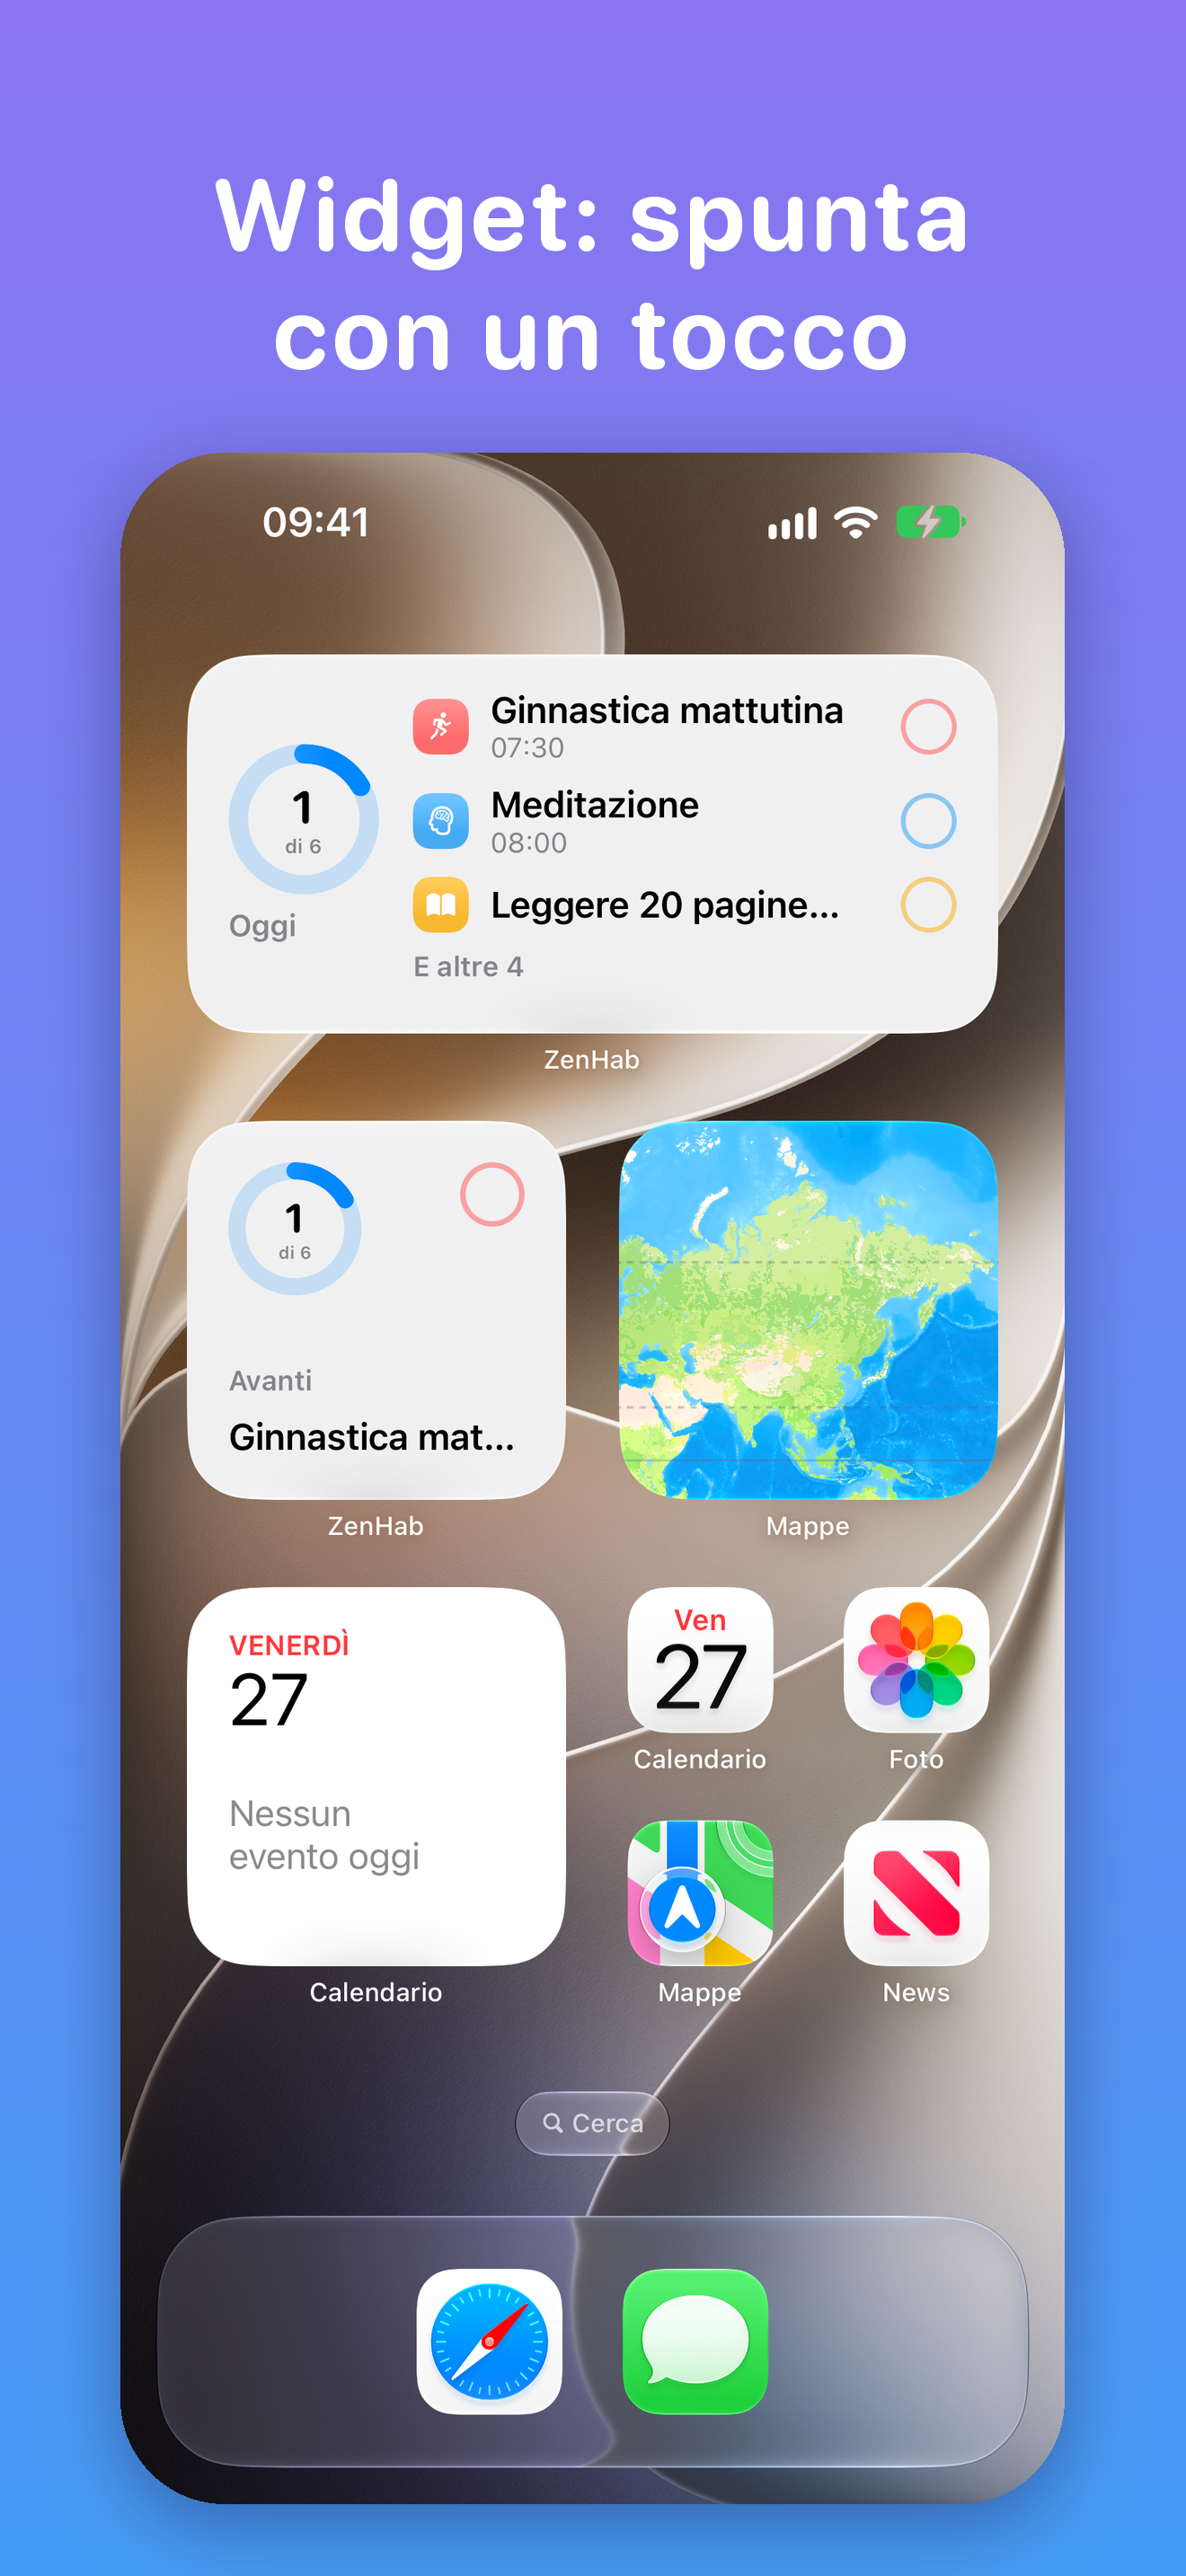 Widget: spunta
con un tocco
09:41
Ginnastica mattutina
07:30
Meditazione
08:00
Leggere 20 pagine...
E altre 4
1
di 6
Oggi
ZenHab
1
di 6
Avanti
Ginnastica mat...
ZenHab
Mappe
VENERDÌ
27
Nessun
evento oggi
Calendario
Ven
27
Calendario
Foto
Mappe
News
Cerca